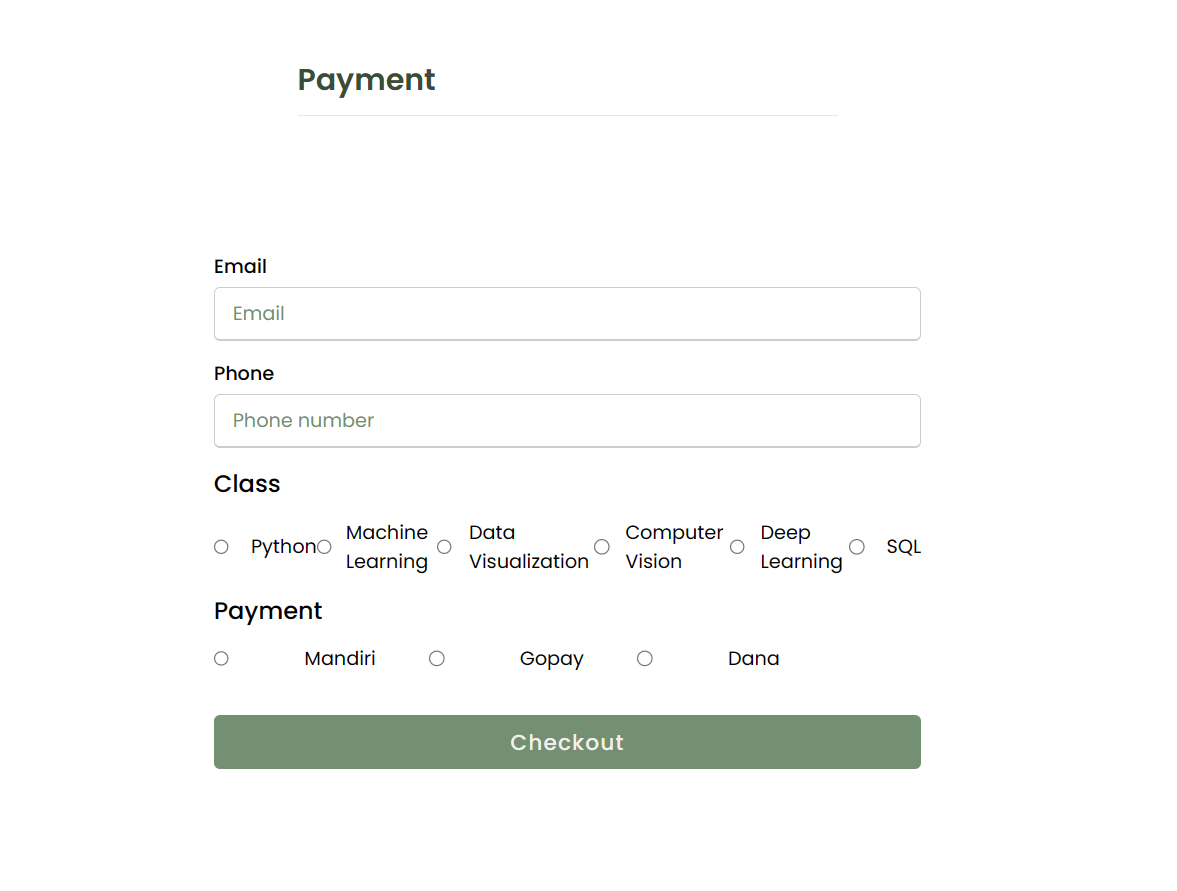 Payment
Email
Email
Phone
Phone number
Class
Python
Machine
Learning
Data
Visualization
Computer
Vision
Deep
Learning
SQL
Payment
Mandiri
Gopay
Dana
Checkout